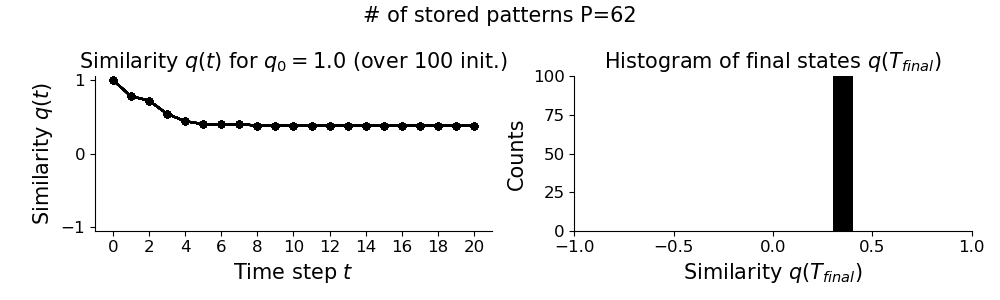 # of stored patterns P=62
Similarity q(t) for q₀ = 1.0 (over 100 init.)
Similarity q(t)
1
0
−1
0 2 4 6 8 10 12 14 16 18 20
Time step t
Histogram of final states q(T_final)
Counts
100
75
50
25
0
−1.0 −0.5 0.0 0.5 1.0
Similarity q(T_final)